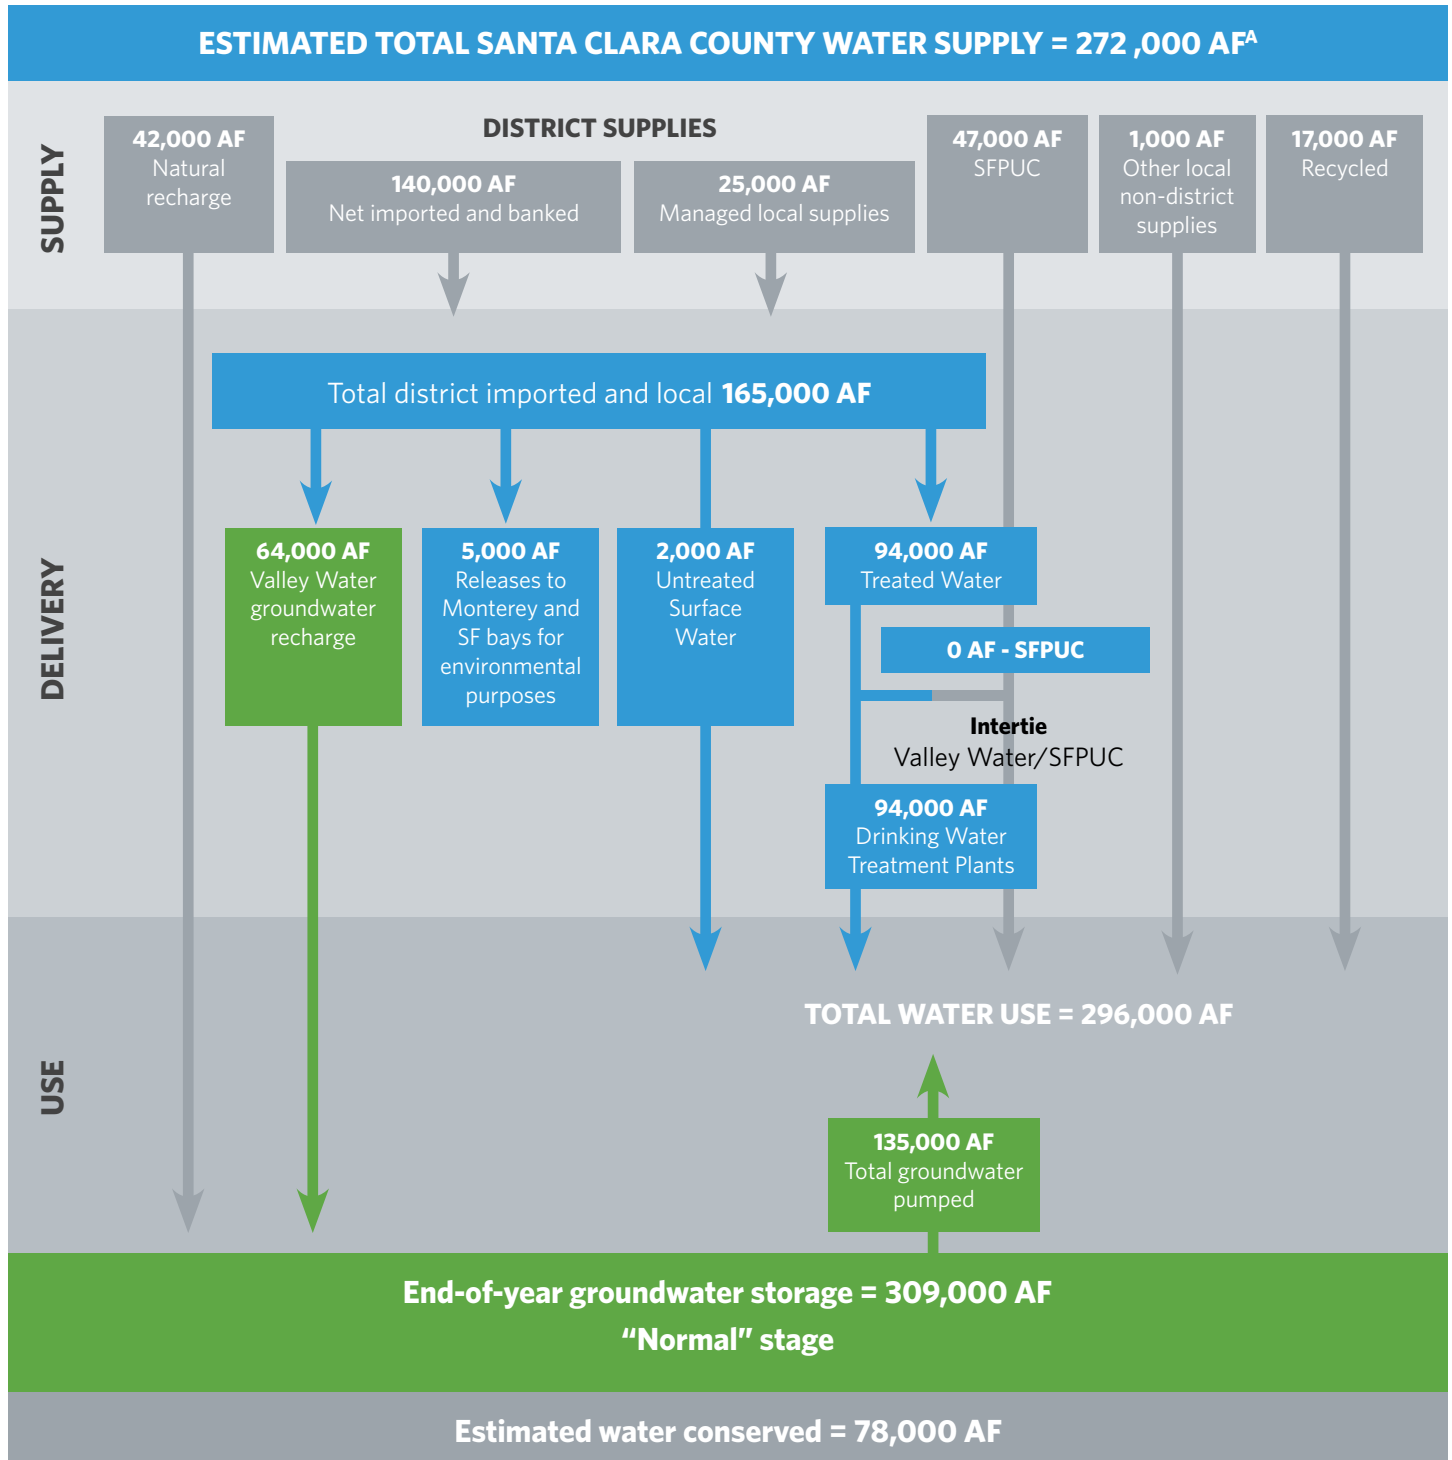 ESTIMATED TOTAL SANTA CLARA COUNTY WATER SUPPLY = 272 ,000 AFᴬ
SUPPLY
42,000 AF
Natural
recharge
DISTRICT SUPPLIES
140,000 AF
Net imported and banked
25,000 AF
Managed local supplies
47,000 AF
SFPUC
1,000 AF
Other local
non-district
supplies
17,000 AF
Recycled
DELIVERY
Total district imported and local 165,000 AF
64,000 AF
Valley Water
groundwater
recharge
5,000 AF
Releases to
Monterey and
SF bays for
environmental
purposes
2,000 AF
Untreated
Surface
Water
94,000 AF
Treated Water
0 AF - SFPUC
Intertie
Valley Water/SFPUC
94,000 AF
Drinking Water
Treatment Plants
USE
TOTAL WATER USE = 296,000 AF
135,000 AF
Total groundwater
pumped
End-of-year groundwater storage = 309,000 AF
“Normal” stage
Estimated water conserved = 78,000 AF